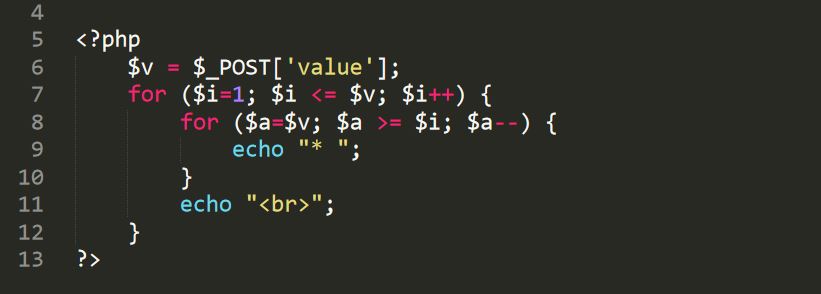 4
5 <?php
6     $v = $_POST['value'];
7     for ($i=1; $i <= $v; $i++) {
8         for ($a=$v; $a >= $i; $a--) {
9             echo "* ";
10         }
11         echo "<br>";
12     }
13 ?>